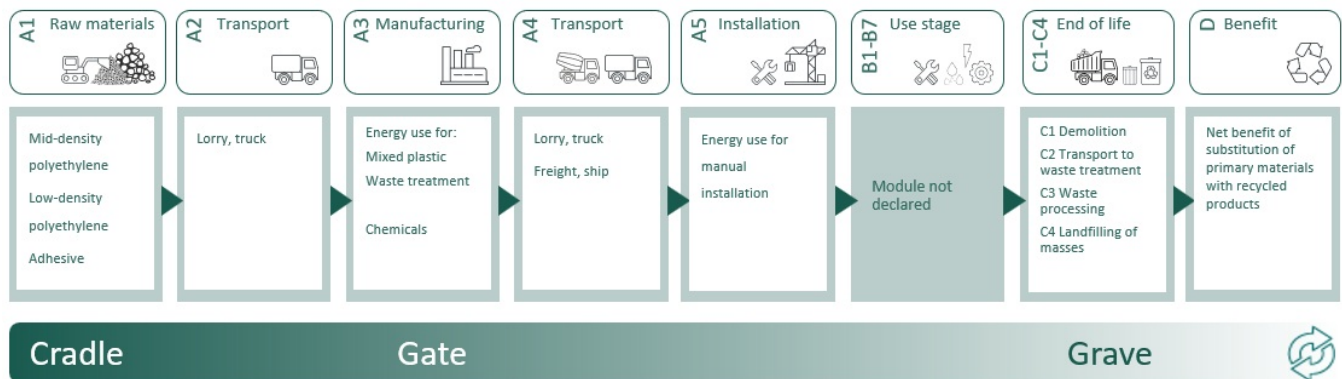 A1 Raw materials
A2 Transport
A3 Manufacturing
A4 Transport
A5 Installation
B1-B7 Use stage
C1-C4 End of life
D Benefit
Mid-density
polyethylene
Low-density
polyethylene
Adhesive
Lorry, truck
Energy use for:
Mixed plastic
Waste treatment
Chemicals
Lorry, truck
Freight, ship
Energy use for
manual
installation
Module not
declared
C1 Demolition
C2 Transport to
waste treatment
C3 Waste
processing
C4 Landfilling of
masses
Net benefit of
substitution of
primary materials
with recycled
products
Cradle
Gate
Grave